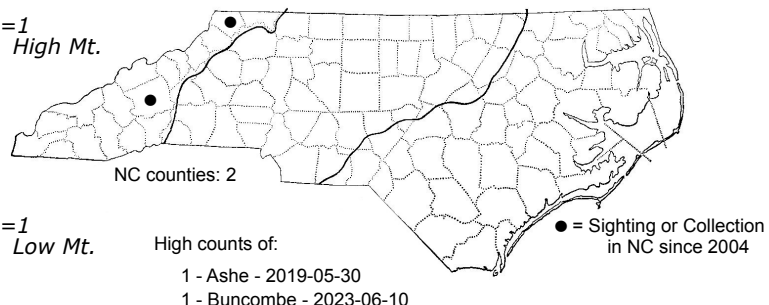 =1
High Mt.
NC counties: 2
=1
Low Mt.
High counts of:
1 - Ashe - 2019-05-30
1 - Buncombe - 2023-06-10
● = Sighting or Collection
in NC since 2004